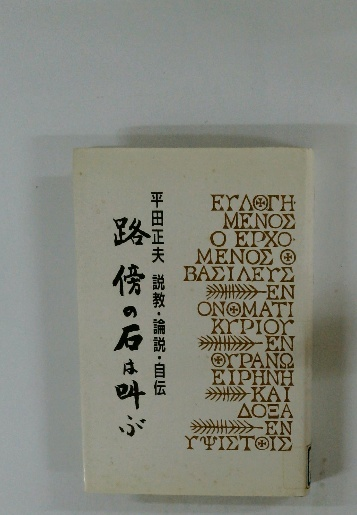 路傍の石は叫ぶ
平田正夫 説教・論説・自伝
ΕΥΛΟΓΗ·
ΜΕΝΟΣ
Ο ΕΡΧΟ·
ΜΕΝΟΣ Ο
ΒΑΣΙΛΕΥΣ
ΕΝ
ΟΝΟΜΑΤΙ
ΚΥΡΙΟΥ
ΕΝ
ΟΥΡΑΝΩ
ΕΙΡΗΝΗ
ΚΑΙ
ΔΟΞΑ
ΕΝ
ΥΨΙΣΤΟΙΣ